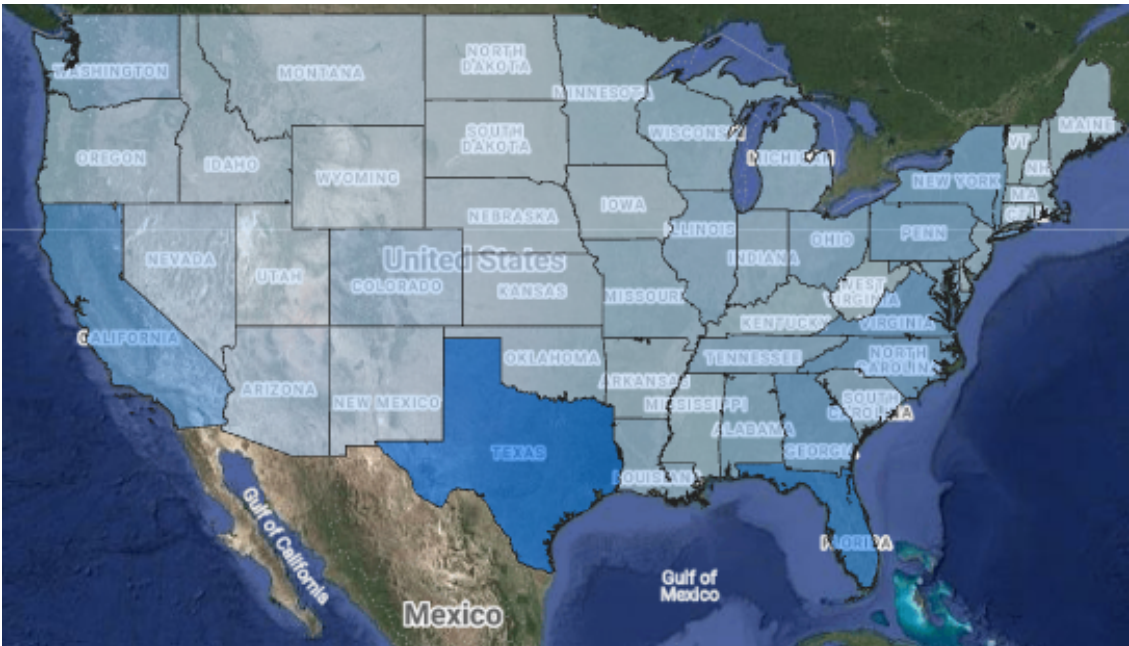 NORTH
DAKOTA
WASHINGTON
MONTANA
MINNESOTA
MAINE
VT
SOUTH
DAKOTA
WISCONSIN
MICHIGAN
OREGON
IDAHO
WYOMING
NH
NEW YORK
MA
IOWA
NEBRASKA
ILLINOIS
OHIO
PENN
NEVADA
United States
INDIANA
UTAH
COLORADO
KANSAS
MISSOURI
WEST
VIRGINIA
CALIFORNIA
KENTUCKY
VIRGINIA
OKLAHOMA
TENNESSEE
NORTH
CAROLINA
ARIZONA
NEW MEXICO
ARKANSAS
MISSISSIPPI
SOUTH
CAROLINA
ALABAMA
GEORGIA
TEXAS
LOUISIANA
Gulf of California
FLORIDA
Gulf of
Mexico
Mexico